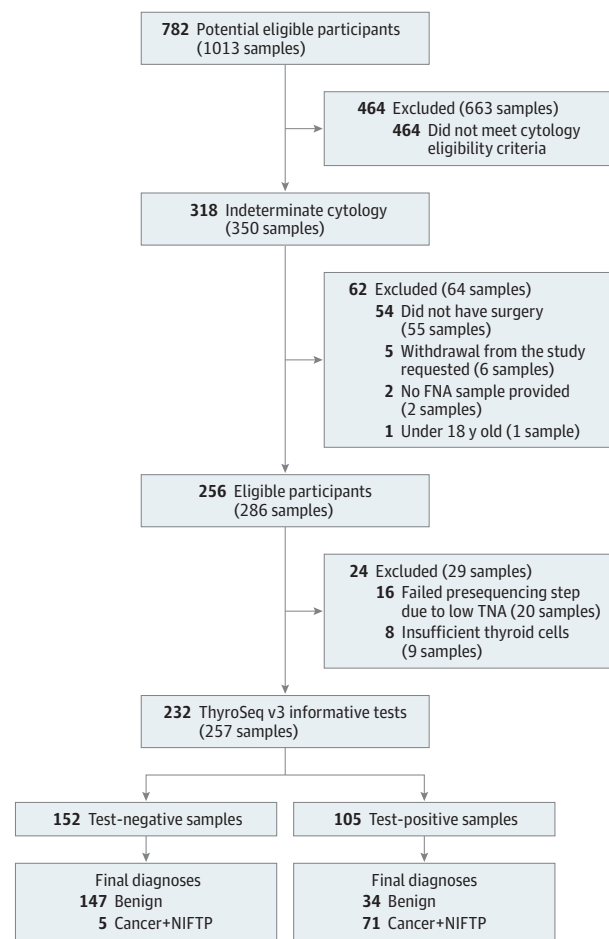 782 Potential eligible participants
(1013 samples)
464 Excluded (663 samples)
464 Did not meet cytology
eligibility criteria
318 Indeterminate cytology
(350 samples)
62 Excluded (64 samples)
54 Did not have surgery
(55 samples)
5 Withdrawal from the study
requested (6 samples)
2 No FNA sample provided
(2 samples)
1 Under 18 y old (1 sample)
256 Eligible participants
(286 samples)
24 Excluded (29 samples)
16 Failed presequencing step
due to low TNA (20 samples)
8 Insufficient thyroid cells
(9 samples)
232 ThyroSeq v3 informative tests
(257 samples)
152 Test-negative samples
105 Test-positive samples
Final diagnoses
147 Benign
5 Cancer+NIFTP
Final diagnoses
34 Benign
71 Cancer+NIFTP